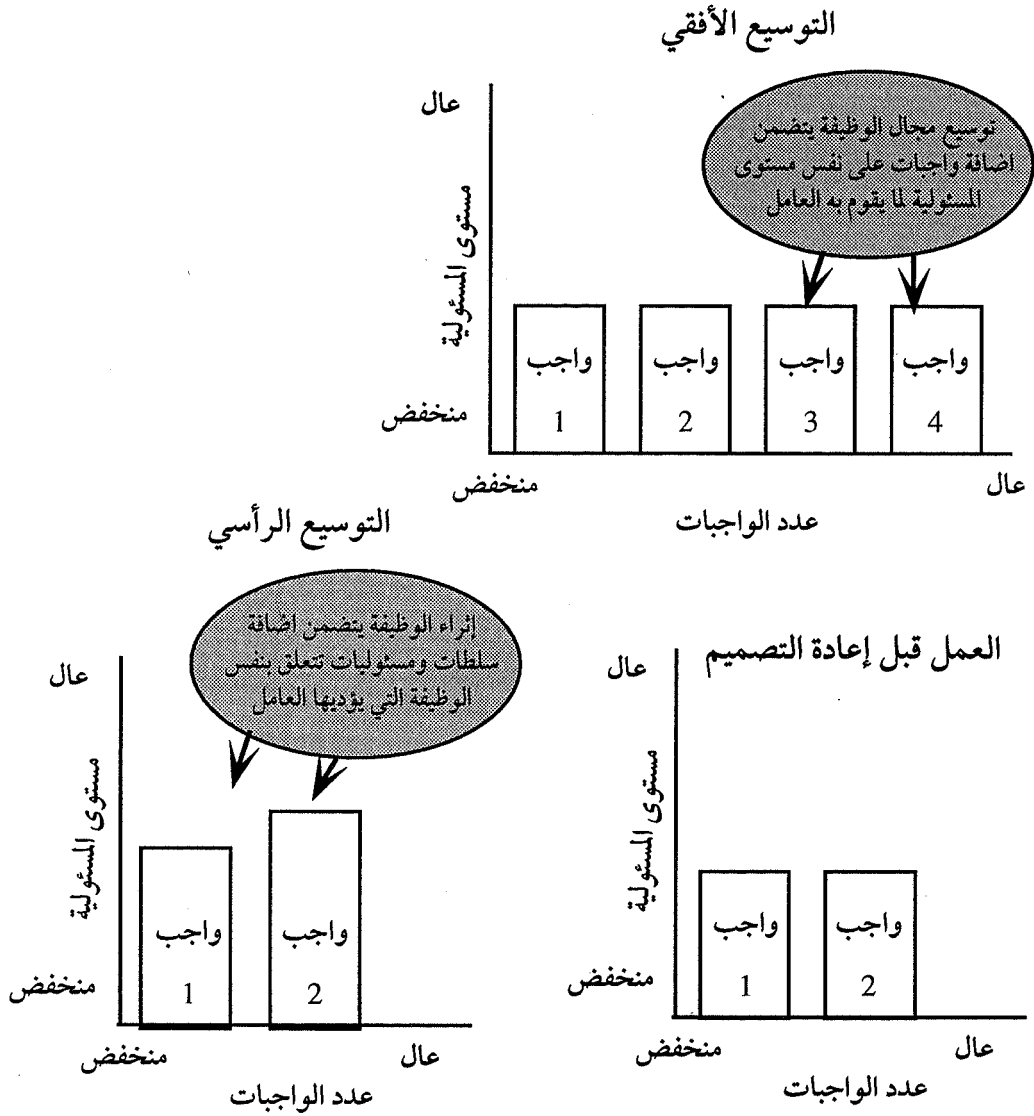 التوسيع الأفقي
عال
توسيع مجال الوظيفة يتضمن
اضافة واجبات على نفس مستوى
المسئولية لما يقوم به العامل
مستوى المسئولية
واجب
1
واجب
2
واجب
3
واجب
4
منخفض
منخفض
عال
عدد الواجبات
العمل قبل إعادة التصميم
عال
مستوى المسئولية
واجب
1
واجب
2
منخفض
منخفض
عال
عدد الواجبات
التوسيع الرأسي
إثراء الوظيفة يتضمن اضافة
سلطات ومسئوليات تتعلق بنفس
الوظيفة التي يؤديها العامل
عال
مستوى المسئولية
واجب
1
واجب
2
منخفض
منخفض
عال
عدد الواجبات